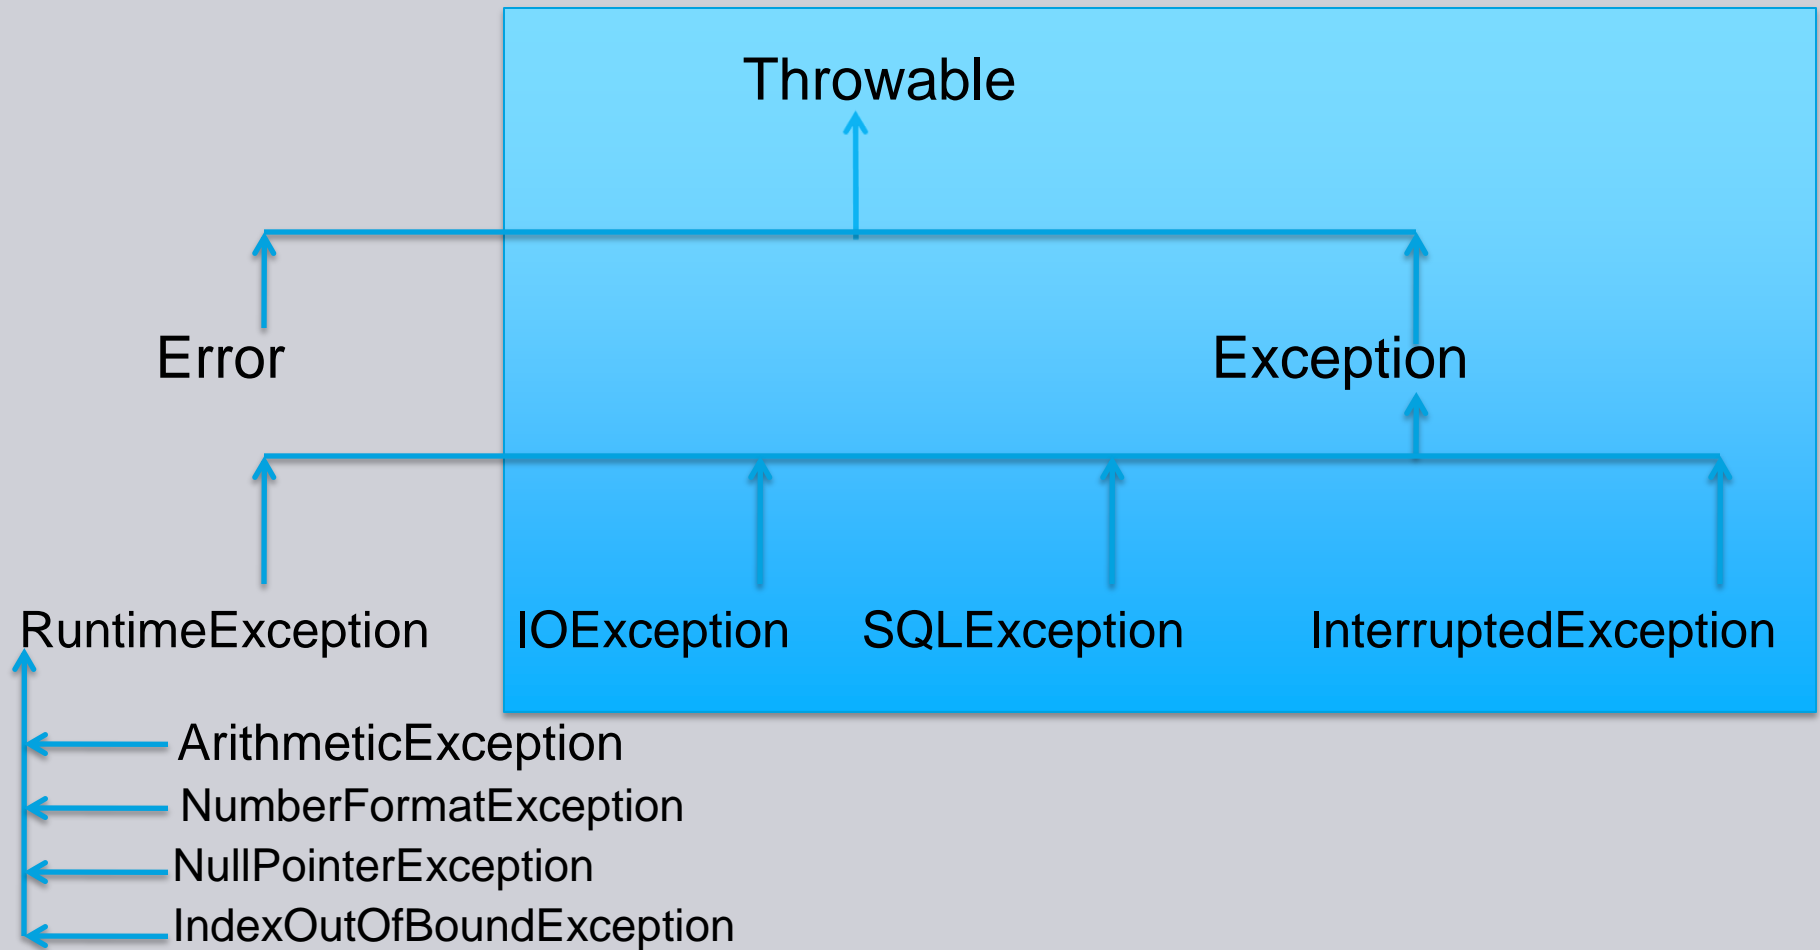 Throwable
Error
Exception
RuntimeException
IOException
SQLException
InterruptedException
ArithmeticException
NumberFormatException
NullPointerException
IndexOutOfBoundException